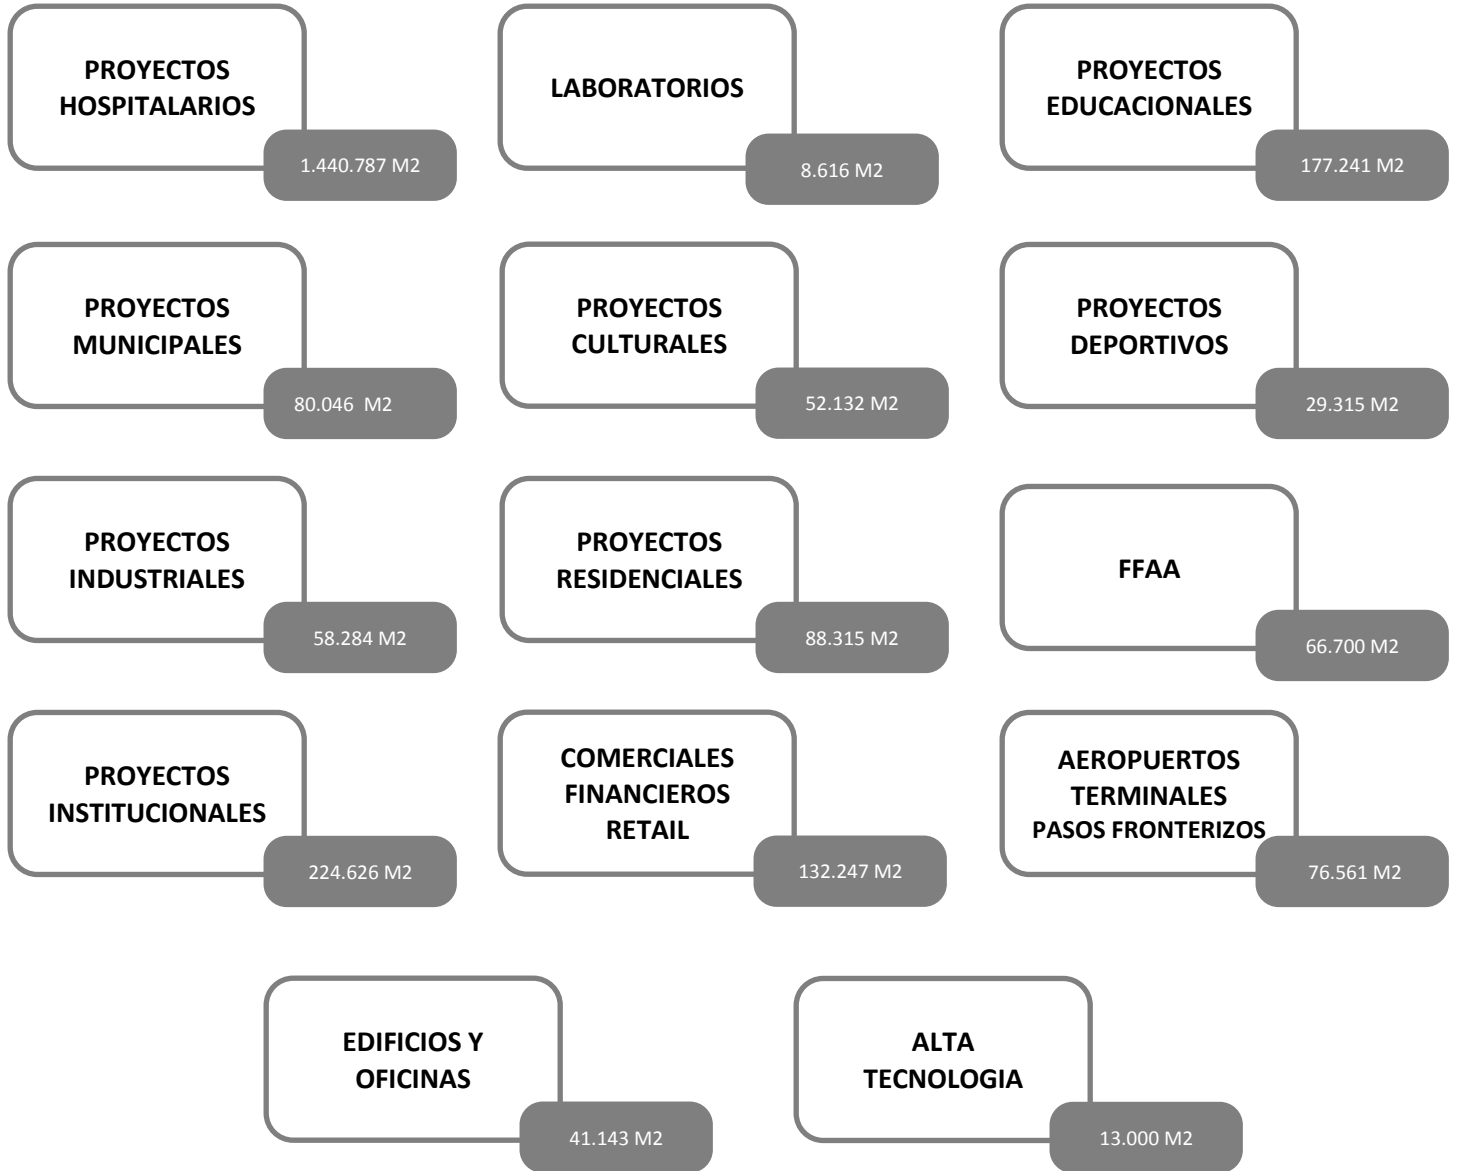 PROYECTOS
HOSPITALARIOS
1.440.787 M2
LABORATORIOS
8.616 M2
PROYECTOS
EDUCACIONALES
177.241 M2
PROYECTOS
MUNICIPALES
80.046  M2
PROYECTOS
CULTURALES
52.132 M2
PROYECTOS
DEPORTIVOS
29.315 M2
PROYECTOS
INDUSTRIALES
58.284 M2
PROYECTOS
RESIDENCIALES
88.315 M2
FFAA
66.700 M2
PROYECTOS
INSTITUCIONALES
224.626 M2
COMERCIALES
FINANCIEROS
RETAIL
132.247 M2
AEROPUERTOS
TERMINALES
PASOS FRONTERIZOS
76.561 M2
EDIFICIOS Y
OFICINAS
41.143 M2
ALTA
TECNOLOGIA
13.000 M2